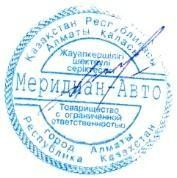 Қазақстан Республикасы
Алматы қаласы
Жауапкершілігі
шектеулі
серіктестік
Меридиан-Авто
Товарищество
с ограниченной
ответственностью
город Алматы
Республика Казахстан